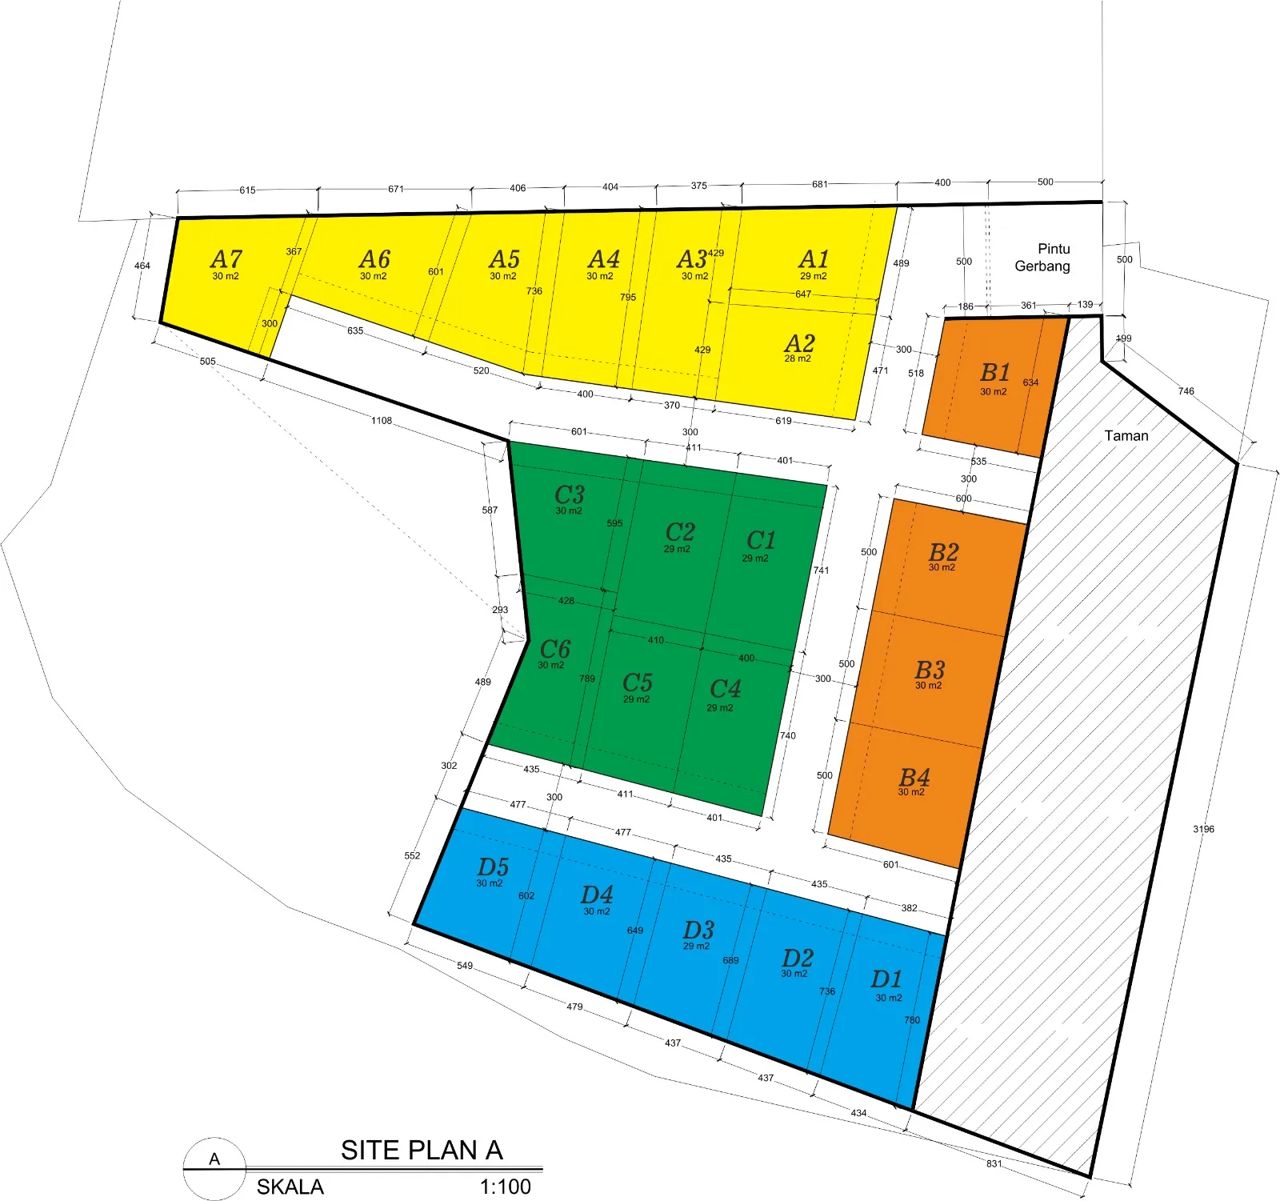 615 671 406 404 375 681 400 500
464
A7
30 m2
367
A6
30 m2
601
A5
30 m2
736
A4
30 m2
795
A3
30 m2
429
A1
29 m2
647
489
500
Pintu
Gerbang
500
300
635
520
400
370
429
A2
28 m2
619
471
300
505
1108
186 361 139
199
518
B1
30 m2
634
535
746
Taman
300
600
601
300
411
401
587
C3
30 m2
595
C2
29 m2
C1
29 m2
741
293
428
410
400
C6
30 m2
789
C5
29 m2
C4
29 m2
740
300
489
302
435
411
401
300
500
B2
30 m2
500
B3
30 m2
500
B4
30 m2
601
3196
477
477
435
435
382
552
D5
30 m2
602
D4
30 m2
649
D3
29 m2
689
D2
30 m2
736
D1
30 m2
780
549
479
437
437
434
831
A
SITE PLAN A
SKALA 1:100